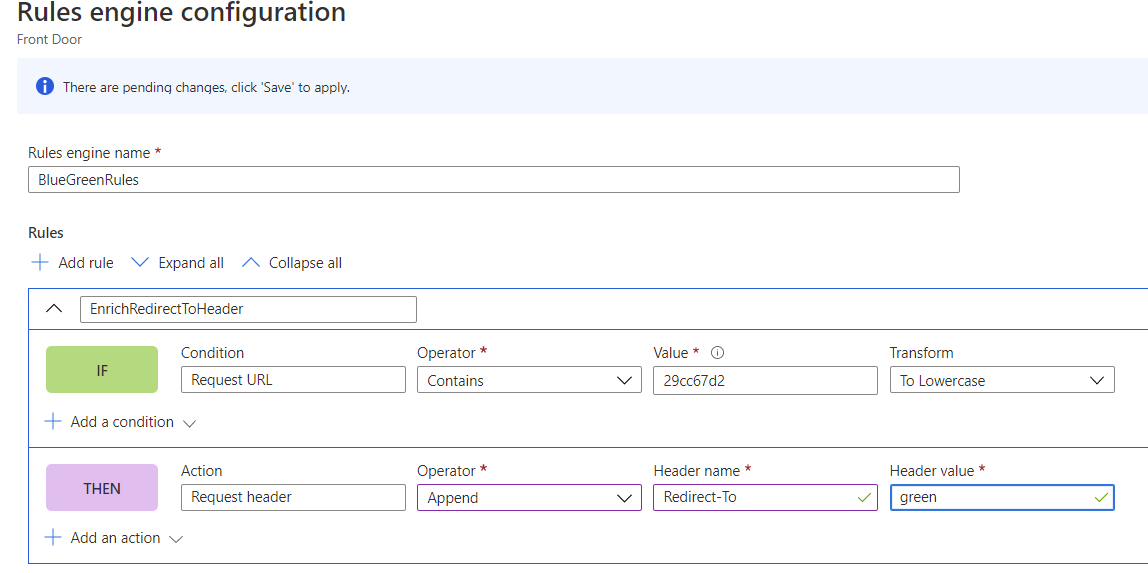 Rules engine configuration
Front Door
There are pending changes, click 'Save' to apply.
Rules engine name *
BlueGreenRules
Rules
Add rule Expand all Collapse all
EnrichRedirectToHeader
IF
Condition Operator * Value * Transform
Request URL Contains 29cc67d2 To Lowercase
Add a condition
THEN
Action Operator * Header name * Header value *
Request header Append Redirect-To green
Add an action